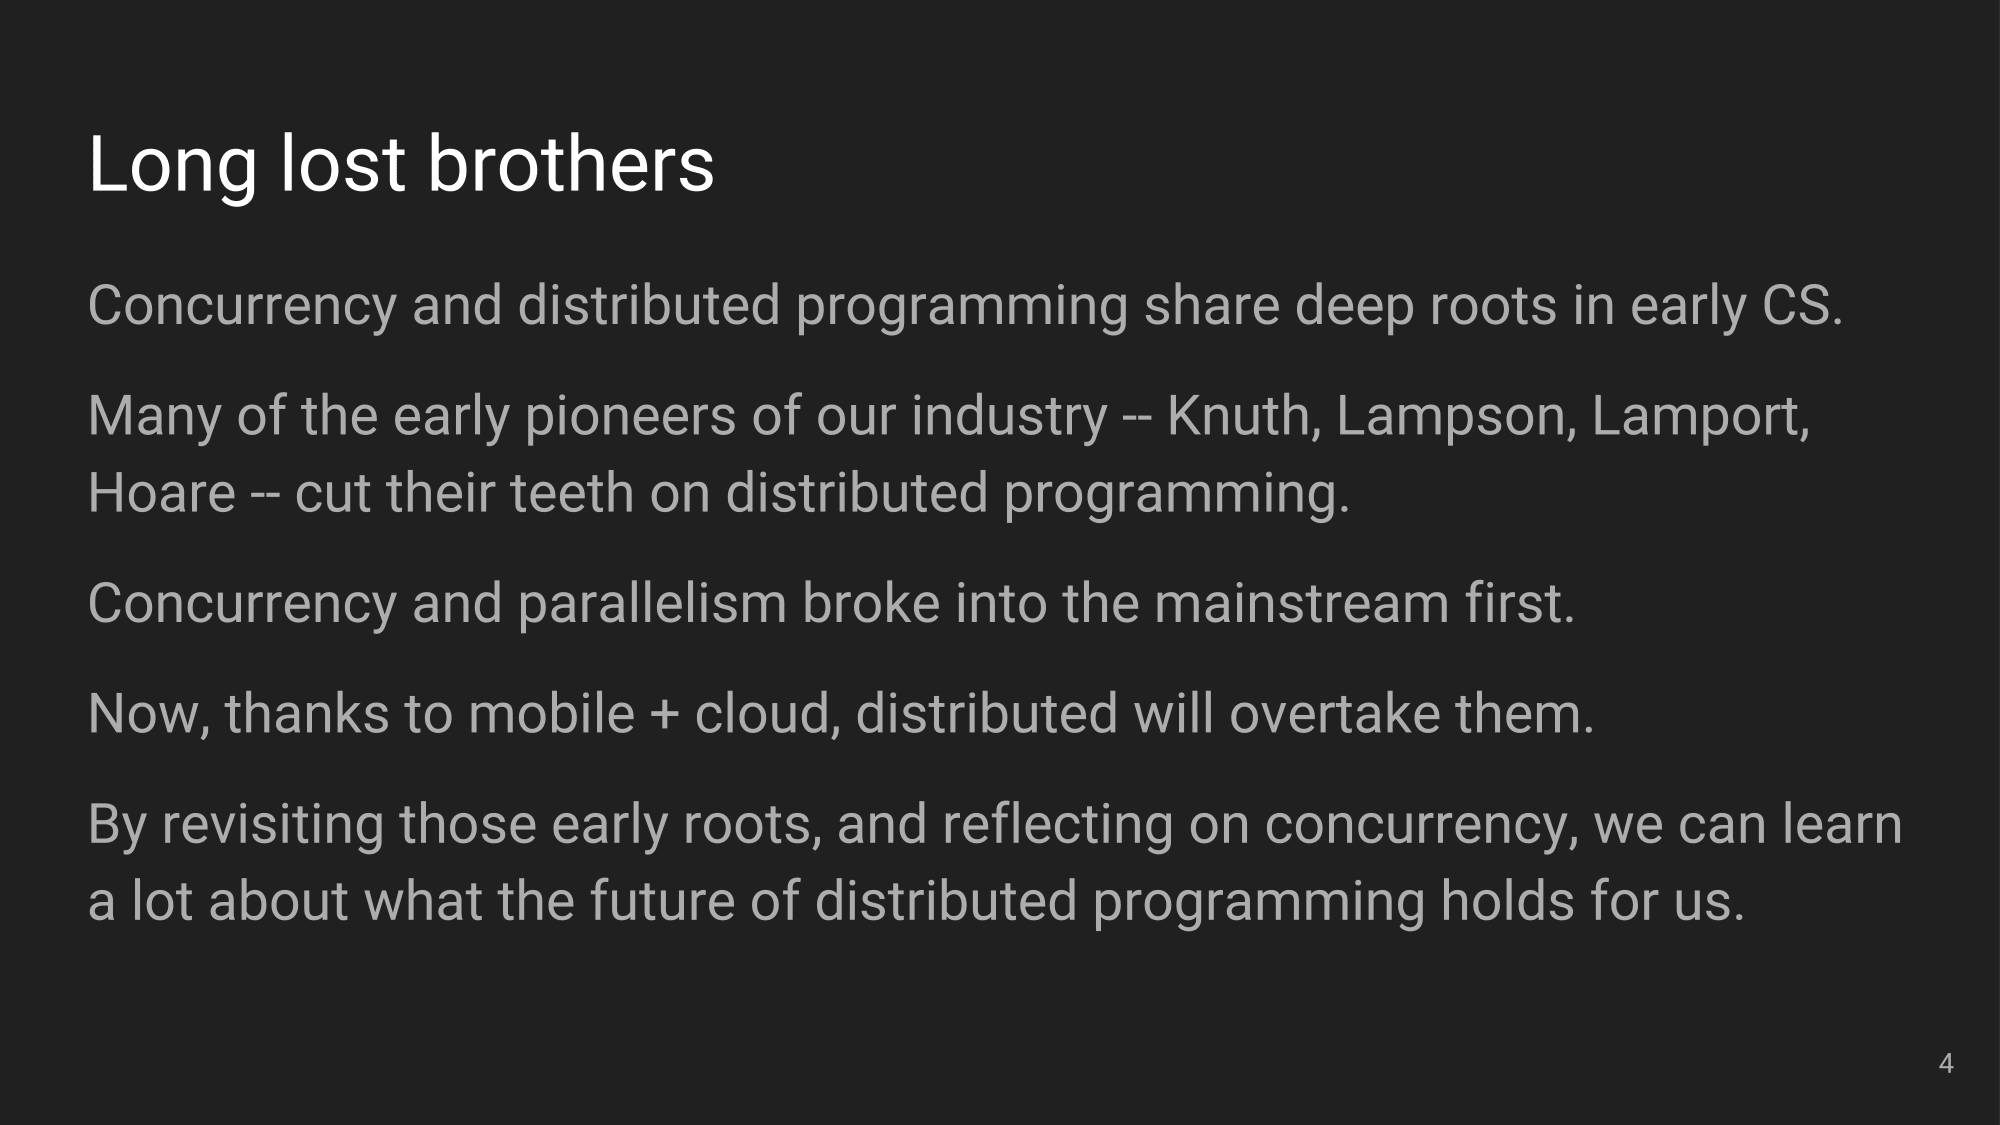 Long lost brothers
Concurrency and distributed programming share deep roots in early CS.
Many of the early pioneers of our industry -- Knuth, Lampson, Lamport,
Hoare -- cut their teeth on distributed programming.
Concurrency and parallelism broke into the mainstream first.
Now, thanks to mobile + cloud, distributed will overtake them.
By revisiting those early roots, and reflecting on concurrency, we can learn
a lot about what the future of distributed programming holds for us.
4